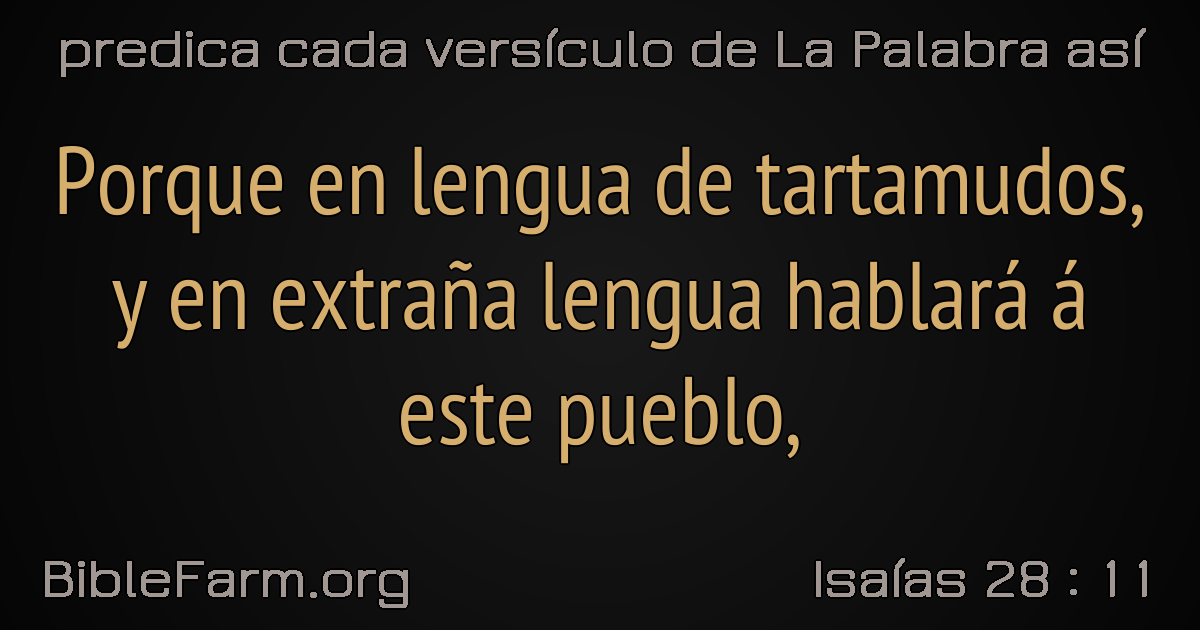 predica cada versículo de La Palabra así
Porque en lengua de tartamudos,
y en extraña lengua hablará á
este pueblo,
BibleFarm.org
Isaías 28 : 11